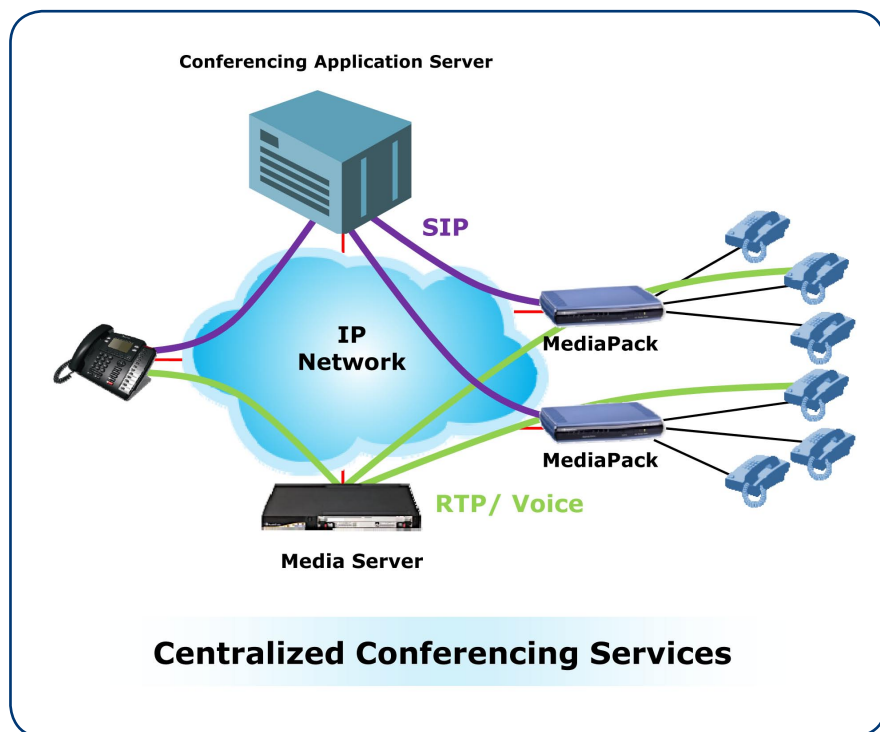 Conferencing Application Server
SIP
IP
Network
MediaPack
MediaPack
RTP/ Voice
Media Server
Centralized Conferencing Services